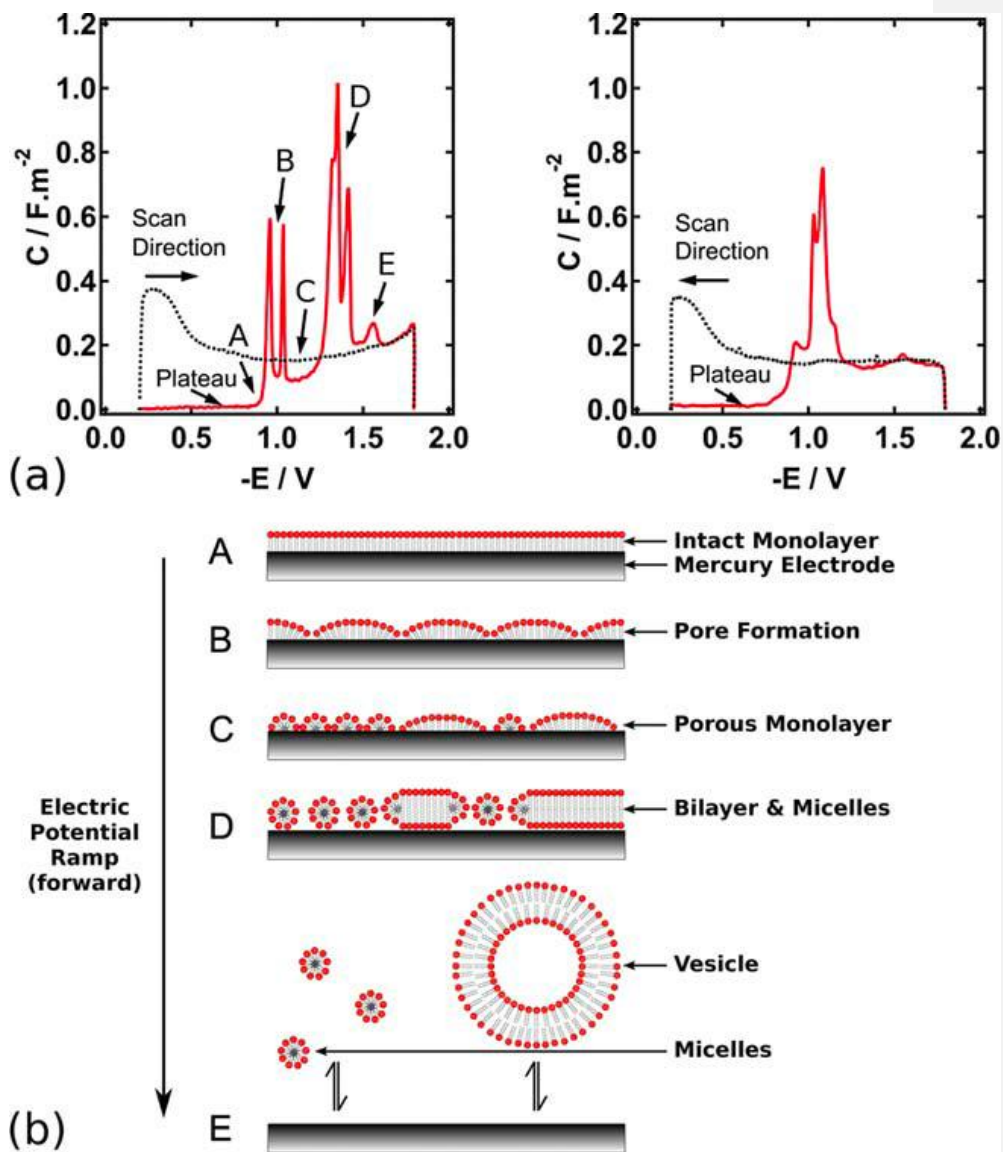 1.2
1.0
0.8
0.6
0.4
0.2
0.0
C / F.m-2
Scan
Direction
A
B
C
D
E
Plateau
0.0 0.5 1.0 1.5 2.0
-E / V
1.2
1.0
0.8
0.6
0.4
0.2
0.0
C / F.m-2
Scan
Direction
Plateau
0.0 0.5 1.0 1.5 2.0
-E / V
(a)
A
Intact Monolayer
Mercury Electrode
B
Pore Formation
C
Porous Monolayer
Electric
Potential
Ramp
(forward)
D
Bilayer & Micelles
Vesicle
Micelles
(b)
E